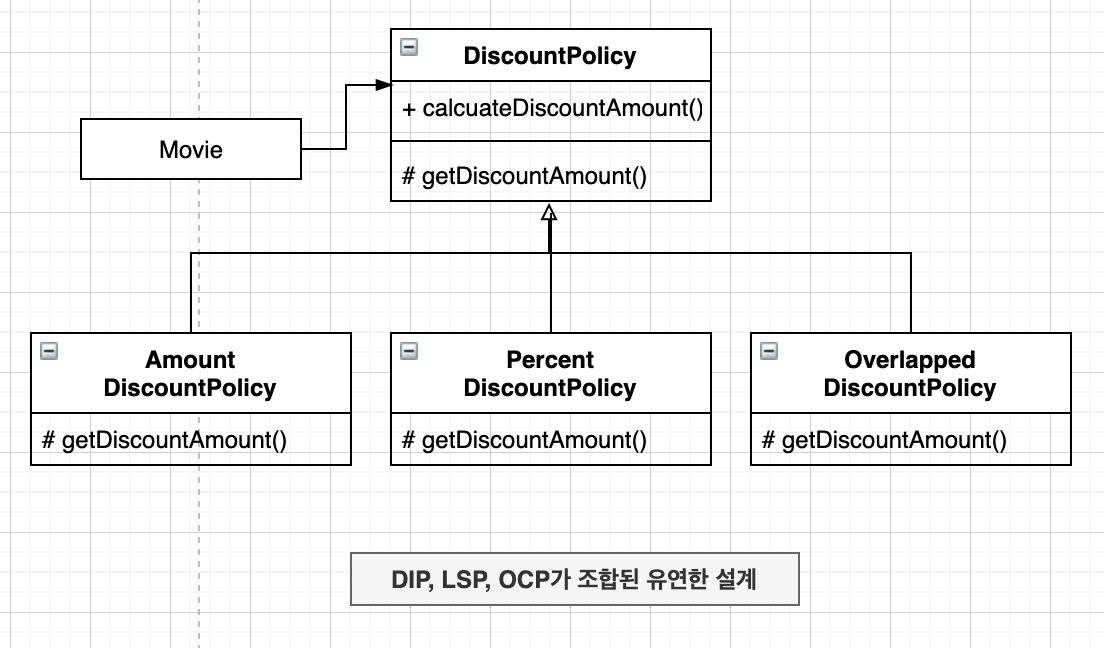 DiscountPolicy
+ calcuateDiscountAmount()
Movie
# getDiscountAmount()
Amount
DiscountPolicy
# getDiscountAmount()
Percent
DiscountPolicy
# getDiscountAmount()
Overlapped
DiscountPolicy
# getDiscountAmount()
DIP, LSP, OCP가 조합된 유연한 설계